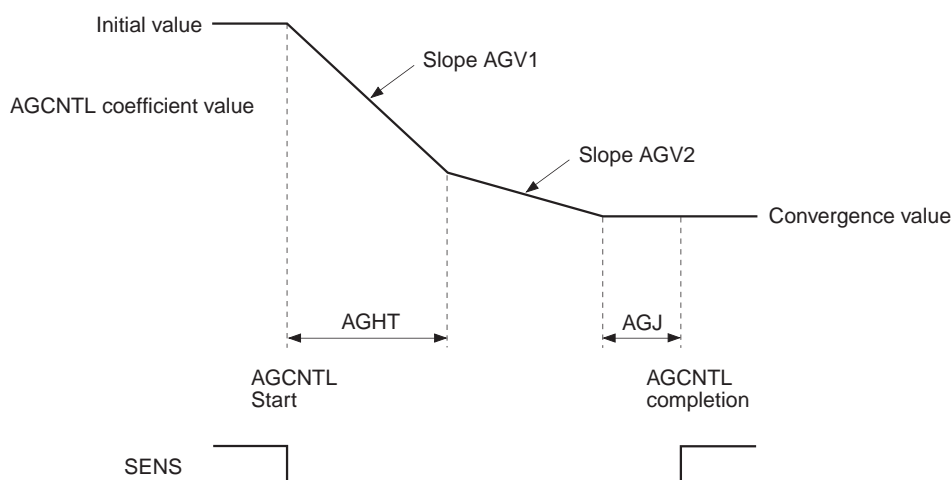 Initial value
Slope AGV1
AGCNTL coefficient value
Slope AGV2
Convergence value
AGHT
AGJ
AGCNTL
Start
AGCNTL
completion
SENS